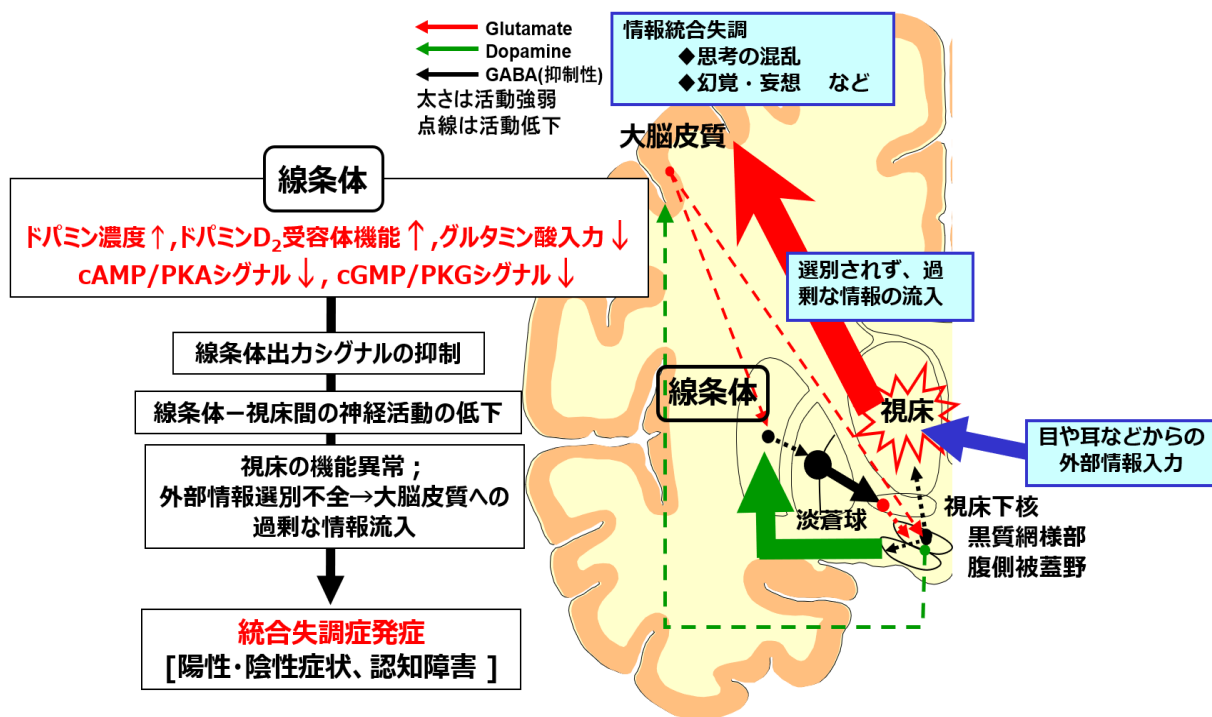 Glutamate
Dopamine
GABA(抑制性)
太さは活動強弱
点線は活動低下
情報統合失調
◆思考の混乱
◆幻覚・妄想 など
大脳皮質
線条体
ドパミン濃度↑,ドパミンD₂受容体機能↑,グルタミン酸入力↓
cAMP/PKAシグナル↓, cGMP/PKGシグナル↓
線条体出力シグナルの抑制
線条体−視床間の神経活動の低下
視床の機能異常;
外部情報選別不全→大脳皮質への
過剰な情報流入
統合失調症発症
[陽性・陰性症状、認知障害 ]
選別されず、過
剰な情報の流入
線条体
視床
目や耳などからの
外部情報入力
淡蒼球
視床下核
黒質網様部
腹側被蓋野